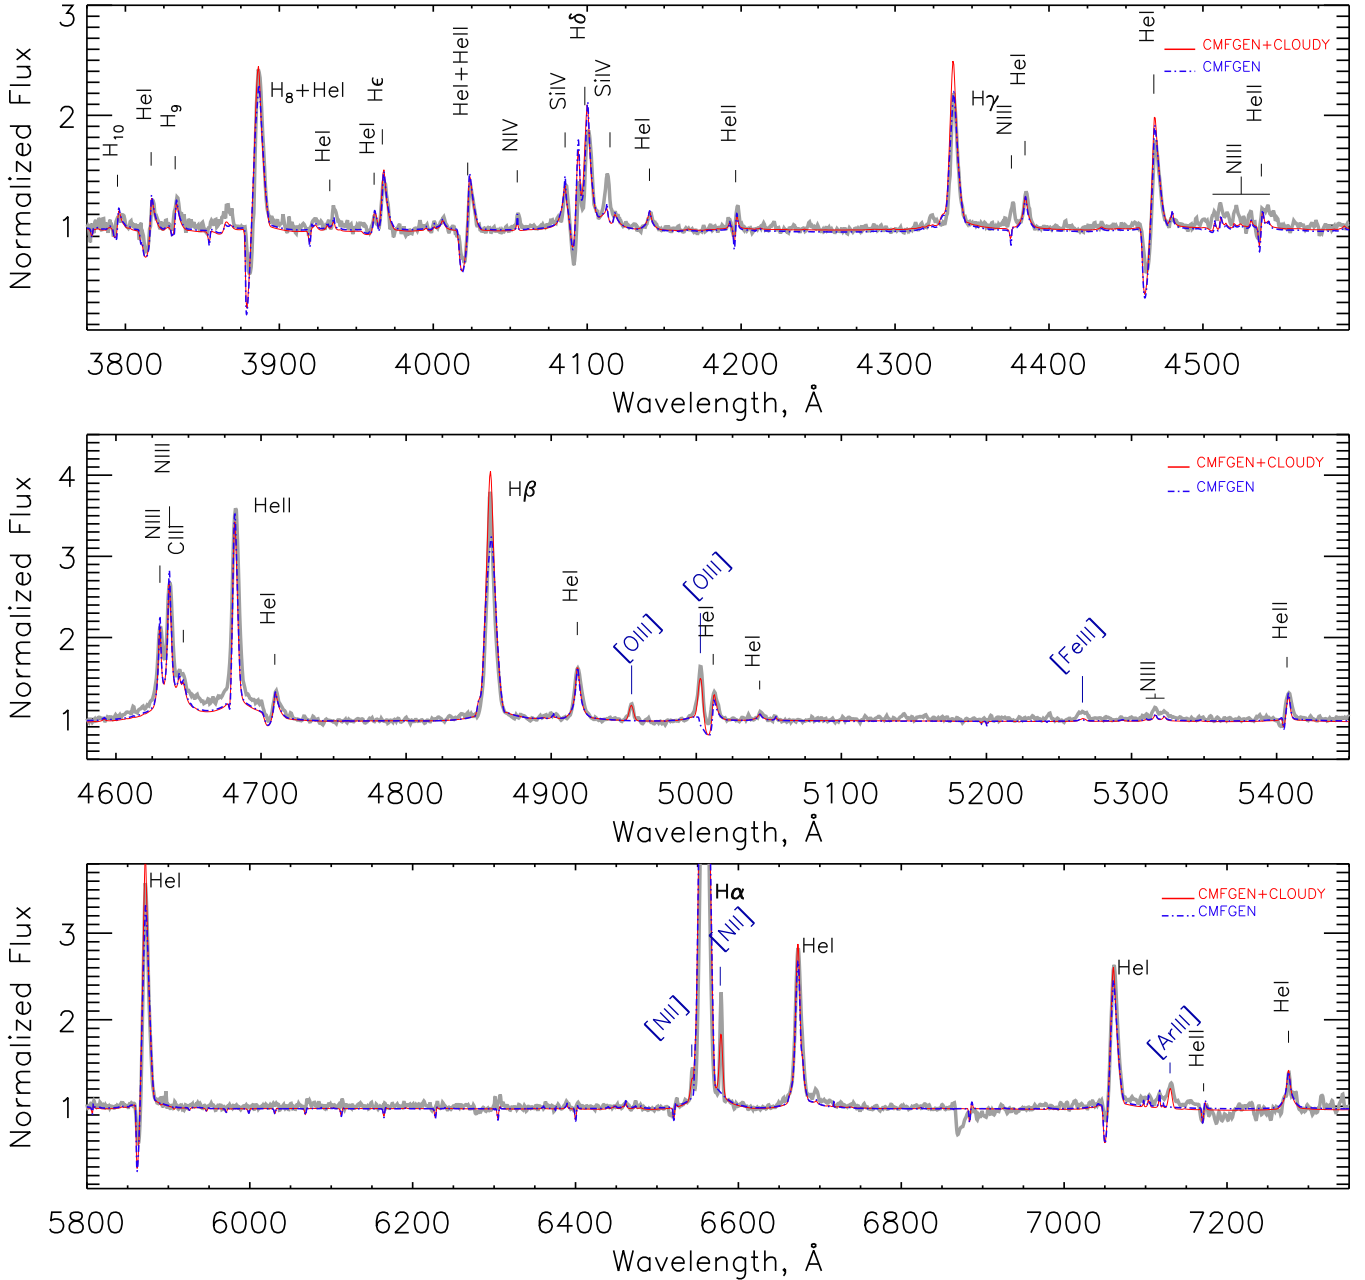 Normalized Flux
3
2
1
H10
HeI
H9
H8+HeI
HeI
HeI
Hϵ
HeI+HeII
NIV
SiIV
Hδ
SiIV
HeI
HeII
Hγ
NIII
HeI
HeI
NIII
HeII
CMFGEN+CLOUDY
CMFGEN
3800 3900 4000 4100 4200 4300 4400 4500
Wavelength, Å
Normalized Flux
4
3
2
1
NIII
NIII
CIII
HeII
HeI
Hβ
HeI
[OIII]
[OIII]
HeI
HeI
[FeIII]
NIII
HeII
CMFGEN+CLOUDY
CMFGEN
4600 4700 4800 4900 5000 5100 5200 5300 5400
Wavelength, Å
Normalized Flux
3
2
1
HeI
[NII]
Hα
[NII]
HeI
HeI
[ArIII]
HeII
HeI
CMFGEN+CLOUDY
CMFGEN
5800 6000 6200 6400 6600 6800 7000 7200
Wavelength, Å